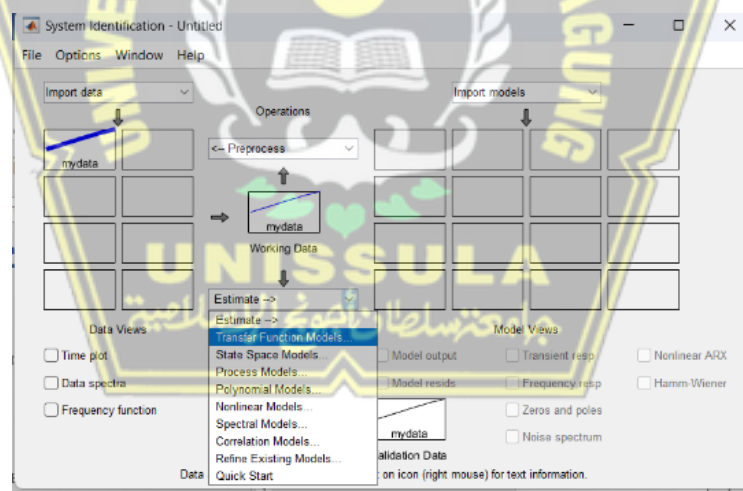 System Identification - Untitled
File Options Window Help
Import data
Import models
Operations
<-- Preprocess
mydata
mydata
Working Data
Estimate -->
Estimate -->
Transfer Function Models...
State Space Models...
Process Models...
Polynomial Models...
Nonlinear Models...
Spectral Models...
Correlation Models...
Refine Existing Models...
Quick Start
Data Views
Time plot
Data spectra
Frequency function
Model Views
Model output
Transient resp
Nonlinear ARX
Model resids
Frequency resp
Hamm-Wiener
Zeros and poles
Noise spectrum
mydata
alidation Data
Data
on icon (right mouse) for text information.
UNISSULA